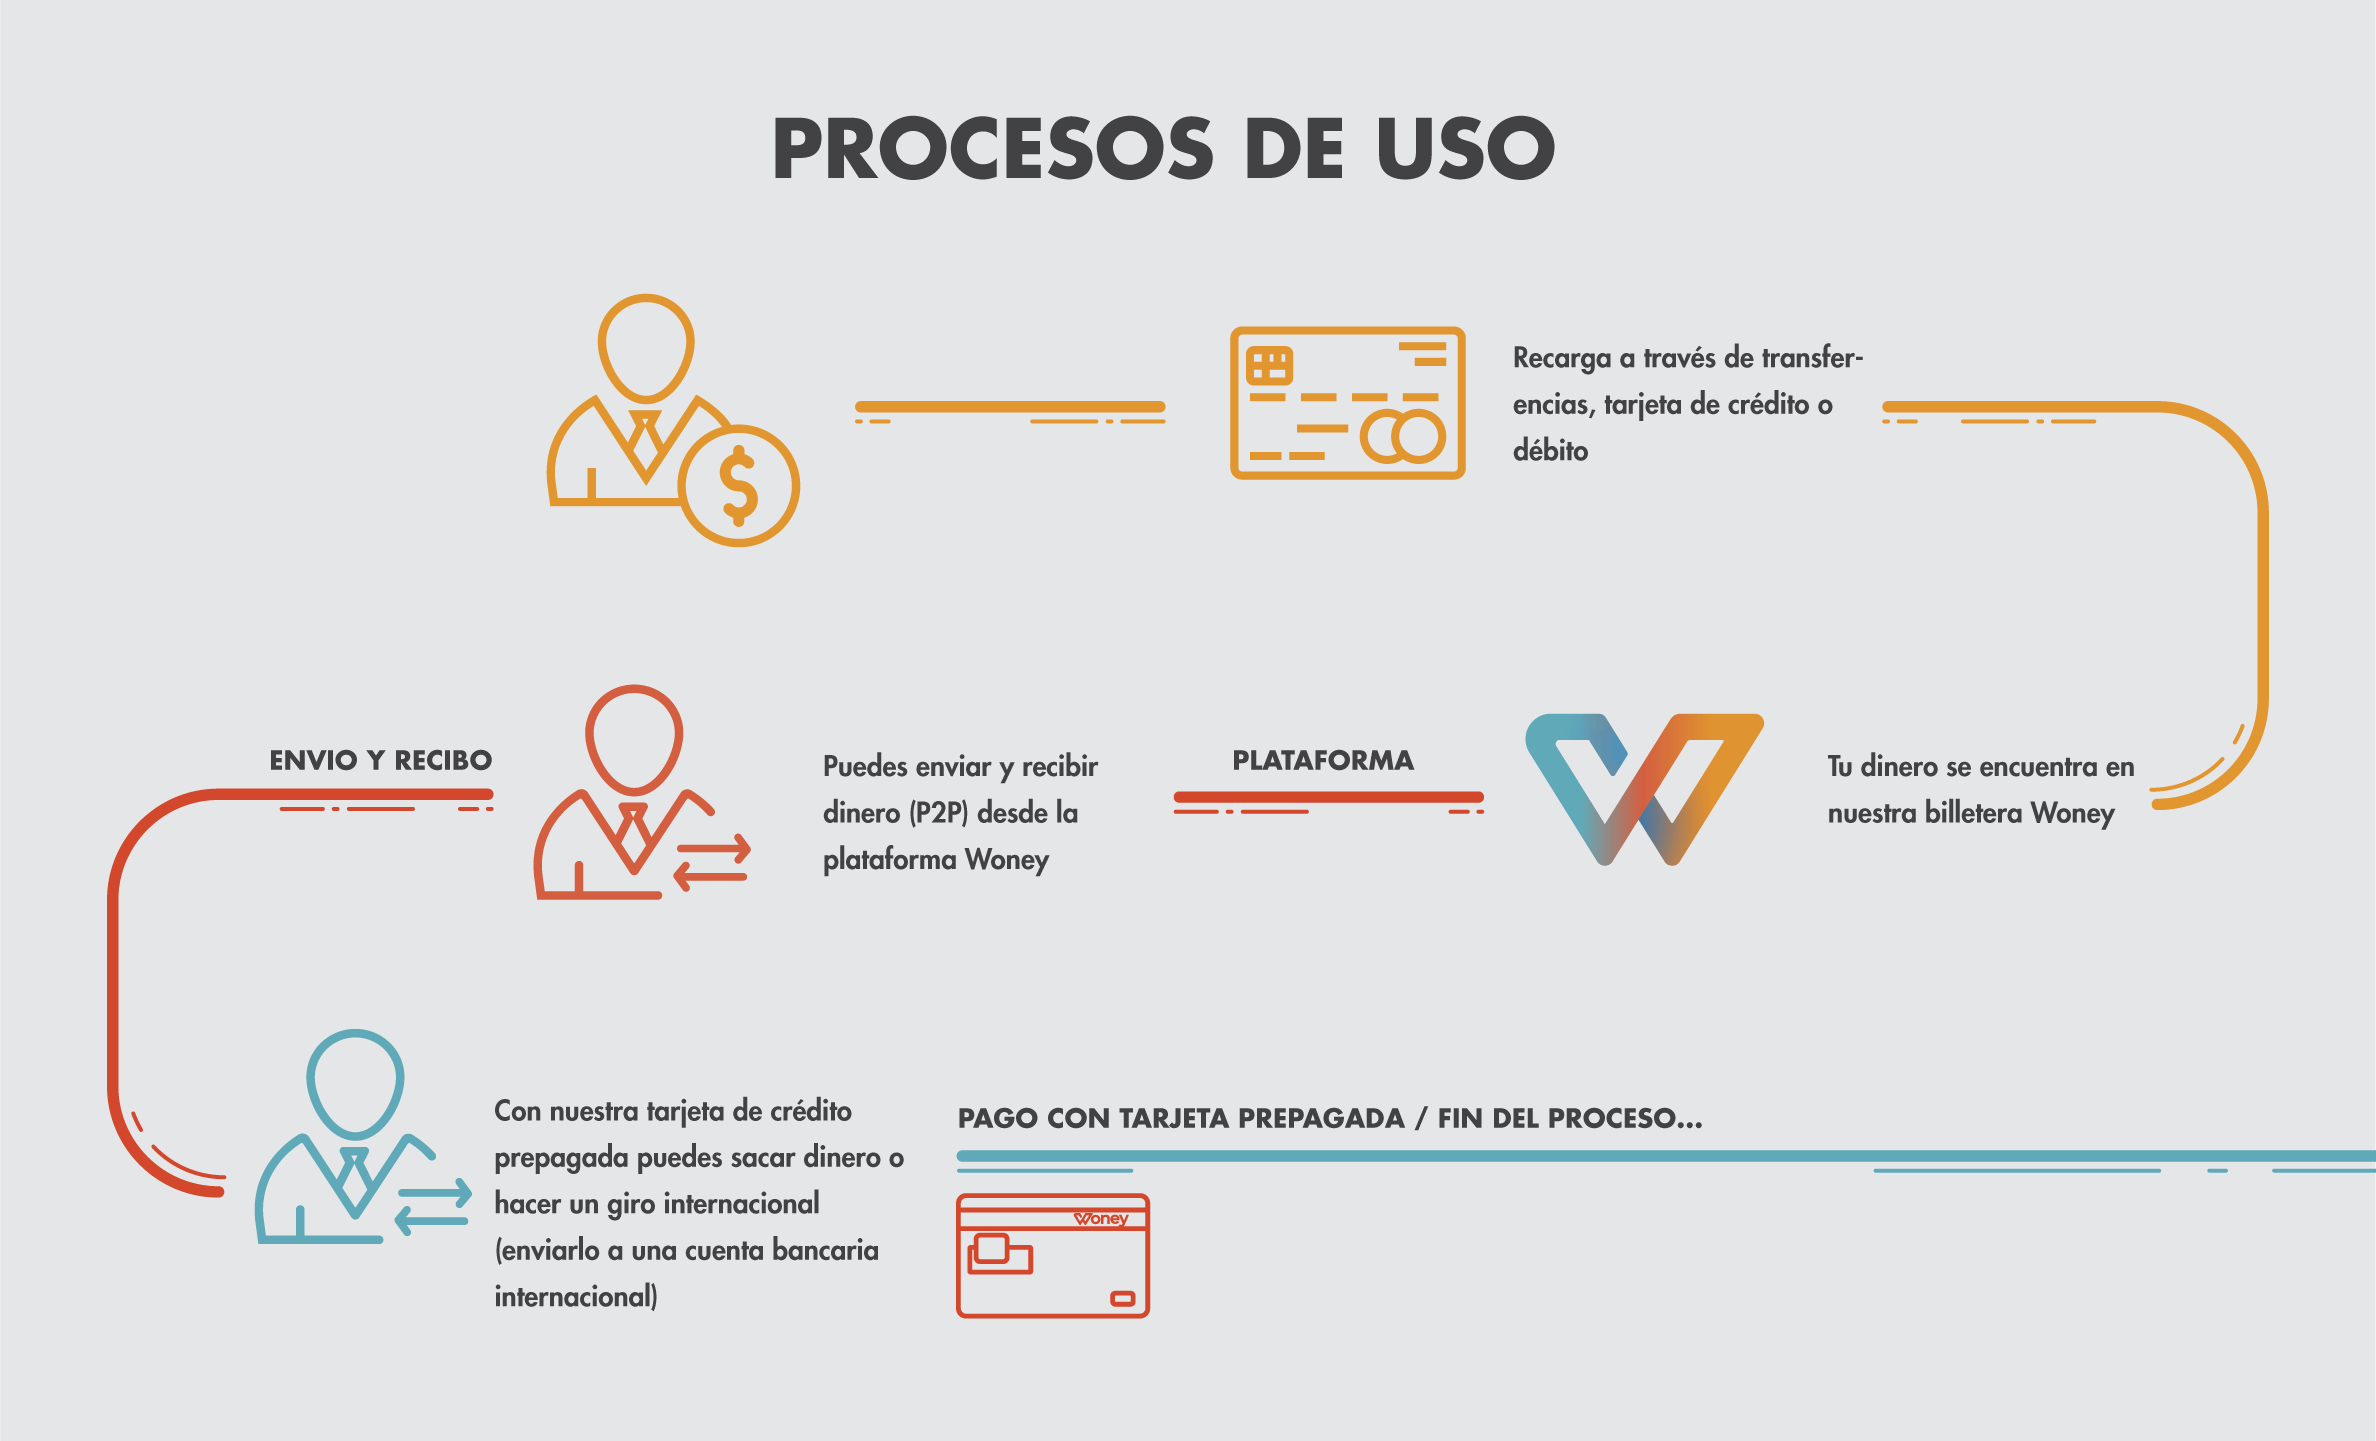 PROCESOS DE USO
Recarga a través de transfer-
encias, tarjeta de crédito o
débito
Tu dinero se encuentra en
nuestra billetera Woney
PLATAFORMA
Puedes enviar y recibir
dinero (P2P) desde la
plataforma Woney
ENVIO Y RECIBO
Con nuestra tarjeta de crédito
prepagada puedes sacar dinero o
hacer un giro internacional
(enviarlo a una cuenta bancaria
internacional)
PAGO CON TARJETA PREPAGADA / FIN DEL PROCESO...
Woney